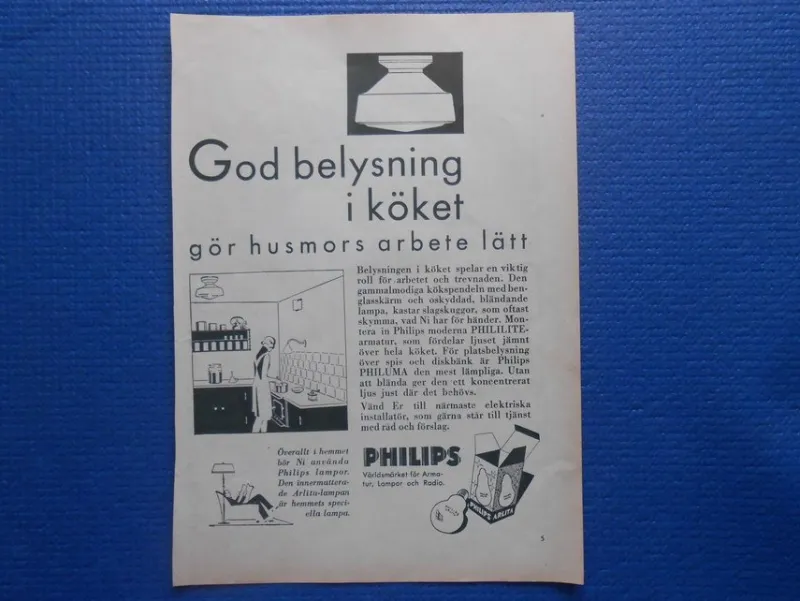 God belysning
i köket
gör husmors arbete lätt
Belysningen i köket spelar en viktig
roll för arbetet och trevnaden. Den
gammalmodiga kökspendeln med ben-
glasskärm och oskyddad, bländande
lampa, kastar slagskuggor, som oftast
skymma, vad Ni har för händer. Mon-
tera in Philips moderna PHILILITE-
armatur, som fördelar ljuset jämnt
över hela köket. För platsbelysning
över spis och diskbänk är Philips
PHILUMA den mest lämpliga. Utan
att blända ger den ett koncentrerat
ljus just där det behövs.
Vänd Er till närmaste elektriska
installatör, som gärna står till tjänst
med råd och förslag.
Överallt i hemmet
bör Ni använda
Philips lampor.
Den innermattera-
de Arlita-lampan
är hemmets speci-
ella lampa.
PHILIPS
Världsmärket för Arma-
tur, Lampor och Radio.
PHILIPS ARLITA
5